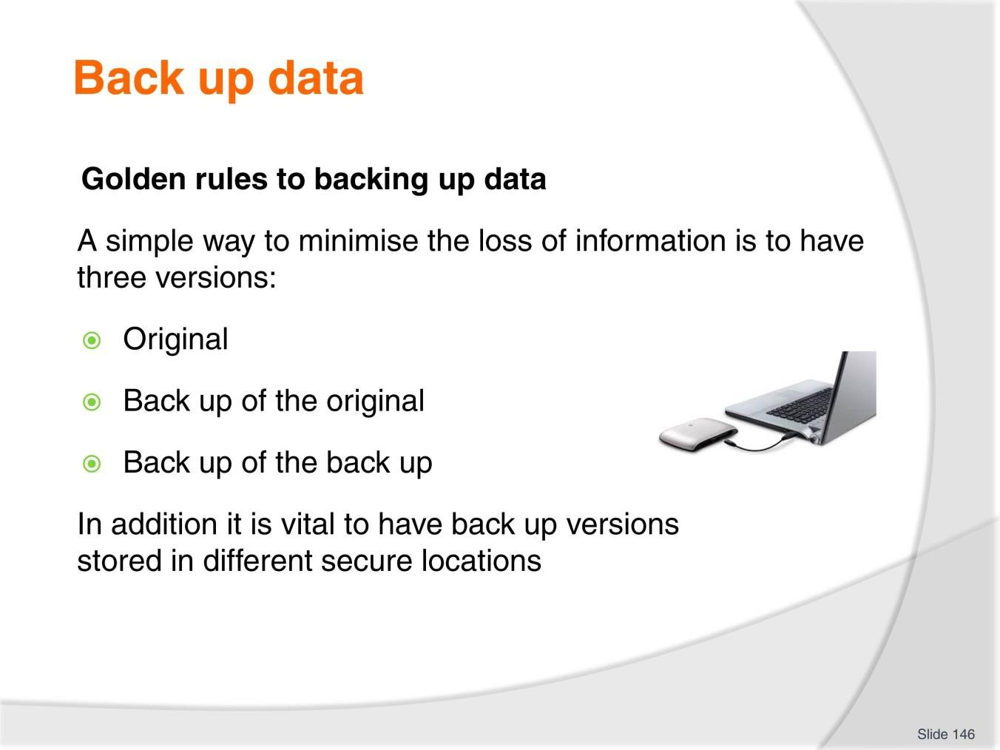 Back up data
Golden rules to backing up data
A simple way to minimise the loss of information is to have
three versions:
Original
Back up of the original
Back up of the back up
In addition it is vital to have back up versions
stored in different secure locations
Slide 146